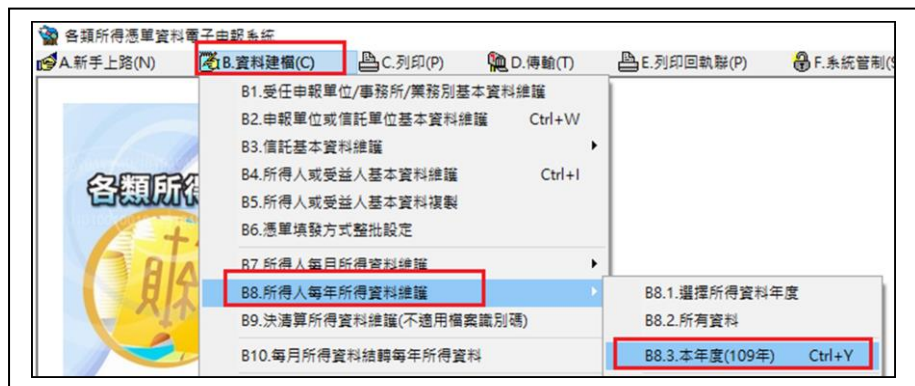 各類所得憑單資料電子申報系統
A.新手上路(N) B.資料建檔(C) C.列印(P) D.傳輸(T) E.列印回執聯(P) F.系統管制(S
B1.受任申報單位/事務所/業務別基本資料維護
B2.申報單位或信託單位基本資料維護 Ctrl+W
B3.信託基本資料維護
B4.所得人或受益人基本資料維護 Ctrl+I
B5.所得人或受益人基本資料複製
B6.憑單填發方式整批設定
B7.所得人每月所得資料維護
B8.所得人每年所得資料維護
B9.決清算所得資料維護(不適用檔案識別碼)
B10.每月所得資料結轉每年所得資料
B8.1.選擇所得資料年度
B8.2.所有資料
B8.3.本年度(109年) Ctrl+Y
各類所得
財